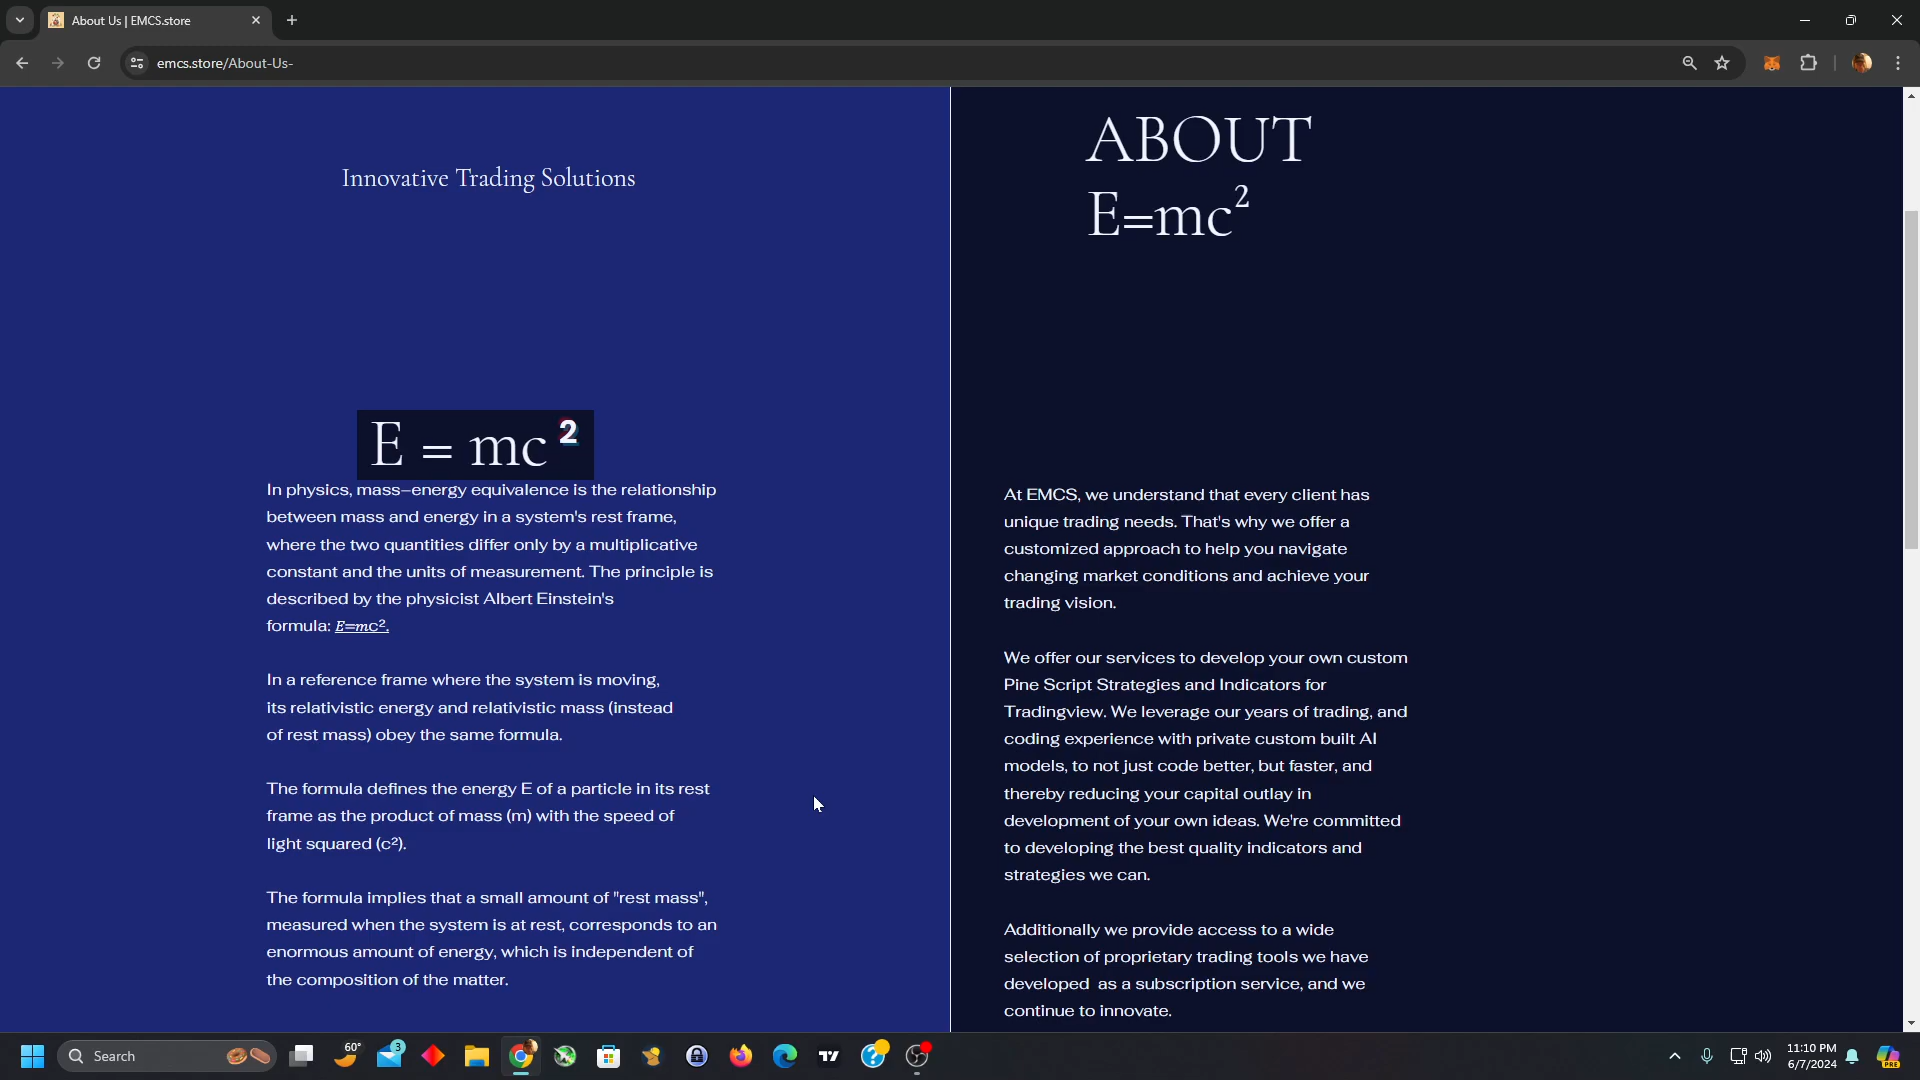 About Us | EMCS.store
emcs.store/About-Us-
Innovative Trading Solutions
E = mc 2
In physics, mass–energy equivalence is the relationship
between mass and energy in a system's rest frame,
where the two quantities differ only by a multiplicative
constant and the units of measurement. The principle is
described by the physicist Albert Einstein's
formula: E=mc².
In a reference frame where the system is moving,
its relativistic energy and relativistic mass (instead
of rest mass) obey the same formula.
The formula defines the energy E of a particle in its rest
frame as the product of mass (m) with the speed of
light squared (c²).
The formula implies that a small amount of "rest mass",
measured when the system is at rest, corresponds to an
enormous amount of energy, which is independent of
the composition of the matter.
ABOUT
E=mc²
At EMCS, we understand that every client has
unique trading needs. That's why we offer a
customized approach to help you navigate
changing market conditions and achieve your
trading vision.
We offer our services to develop your own custom
Pine Script Strategies and Indicators for
Tradingview. We leverage our years of trading, and
coding experience with private custom built AI
models, to not just code better, but faster, and
thereby reducing your capital outlay in
development of your own ideas. We're committed
to developing the best quality indicators and
strategies we can.
Additionally we provide access to a wide
selection of proprietary trading tools we have
developed as a subscription service, and we
continue to innovate.
Search
60°
3
11:10 PM
6/7/2024
PRE